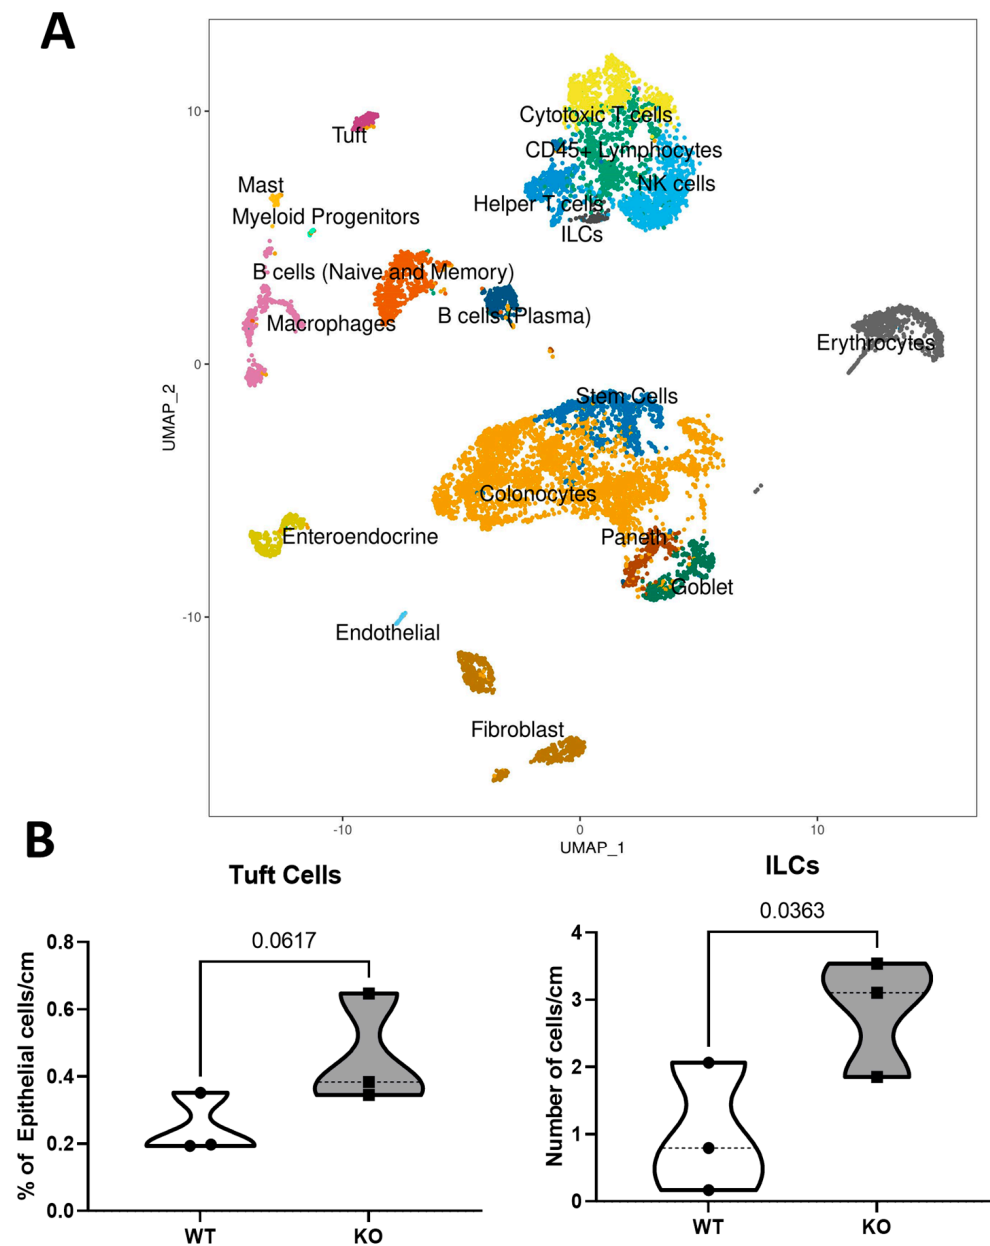 A
10
0
-10
UMAP_2
Cytotoxic T cells
Tuft
CD45+ Lymphocytes
Mast
NK cells
Helper T cells
Myeloid Progenitors
ILCs
B cells (Naive and Memory)
B cells (Plasma)
Macrophages
Erythrocytes
Stem Cells
Colonocytes
Enteroendocrine
Paneth
Goblet
Endothelial
Fibroblast
-10
0
10
UMAP_1
B
Tuft Cells
0.0617
% of Epithelial cells/cm
0.8
0.6
0.4
0.2
0.0
WT
KO
ILCs
0.0363
Number of cells/cm
4
3
2
1
0
WT
KO